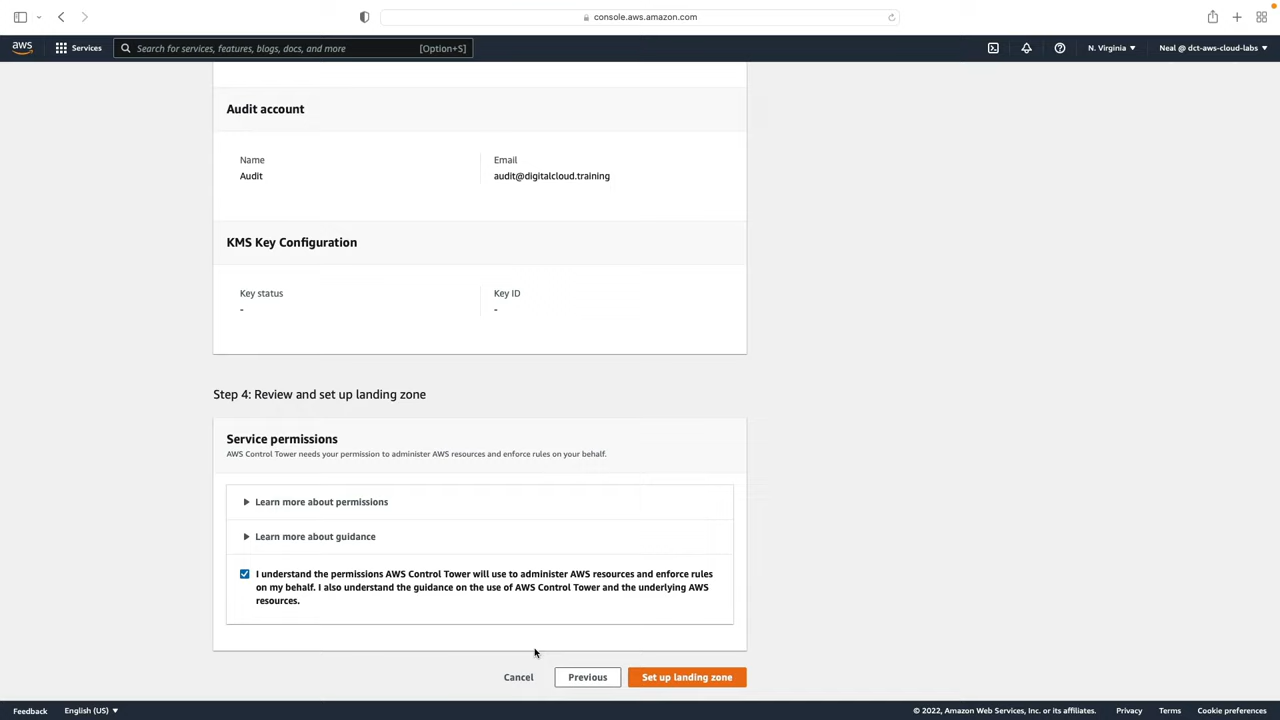 console.aws.amazon.com
aws
Services
Search for services, features, blogs, docs, and more
[Option+S]
N. Virginia
Neal @ dct-aws-cloud-labs
Audit account
Name
Email
Audit
audit@digitalcloud.training
KMS Key Configuration
Key status
Key ID
-
-
Step 4: Review and set up landing zone
Service permissions
AWS Control Tower needs your permission to administer AWS resources and enforce rules on your behalf.
Learn more about permissions
Learn more about guidance
I understand the permissions AWS Control Tower will use to administer AWS resources and enforce rules
on my behalf. I also understand the guidance on the use of AWS Control Tower and the underlying AWS
resources.
Cancel
Previous
Set up landing zone
Feedback
English (US)
© 2022, Amazon Web Services, Inc. or its affiliates.
Privacy
Terms
Cookie preferences